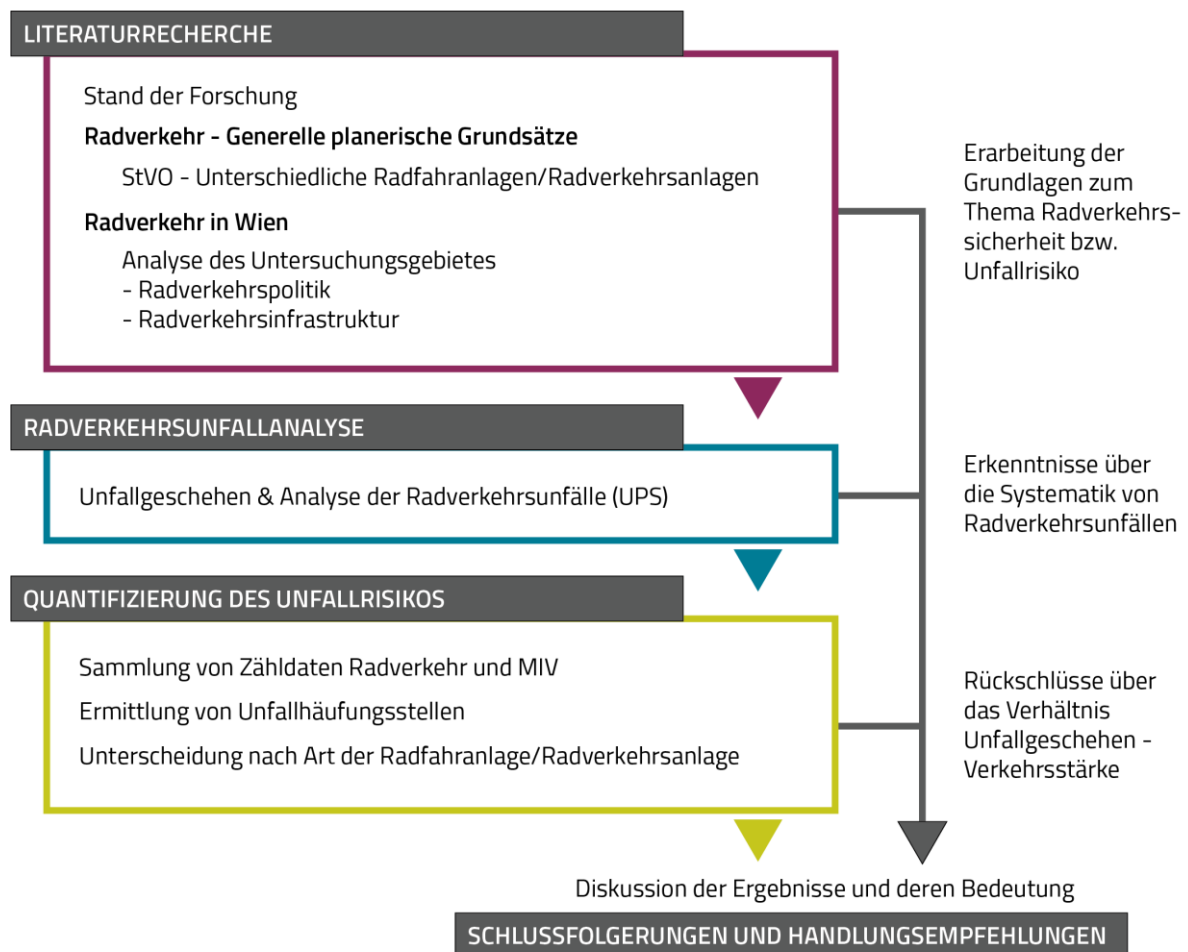 LITERATURRECHERCHE
Stand der Forschung
Radverkehr - Generelle planerische Grundsätze
StVO - Unterschiedliche Radfahranlagen/Radverkehrsanlagen
Radverkehr in Wien
Analyse des Untersuchungsgebietes
- Radverkehrspolitik
- Radverkehrsinfrastruktur
Erarbeitung der
Grundlagen zum
Thema Radverkehrs-
sicherheit bzw.
Unfallrisiko
RADVERKEHRSUNFALLANALYSE
Unfallgeschehen & Analyse der Radverkehrsunfälle (UPS)
Erkenntnisse über
die Systematik von
Radverkehrsunfällen
QUANTIFIZIERUNG DES UNFALLRISIKOS
Sammlung von Zähldaten Radverkehr und MIV
Ermittlung von Unfallhäufungsstellen
Unterscheidung nach Art der Radfahranlage/Radverkehrsanlage
Rückschlüsse über
das Verhältnis
Unfallgeschehen -
Verkehrsstärke
Diskussion der Ergebnisse und deren Bedeutung
SCHLUSSFOLGERUNGEN UND HANDLUNGSEMPFEHLUNGEN